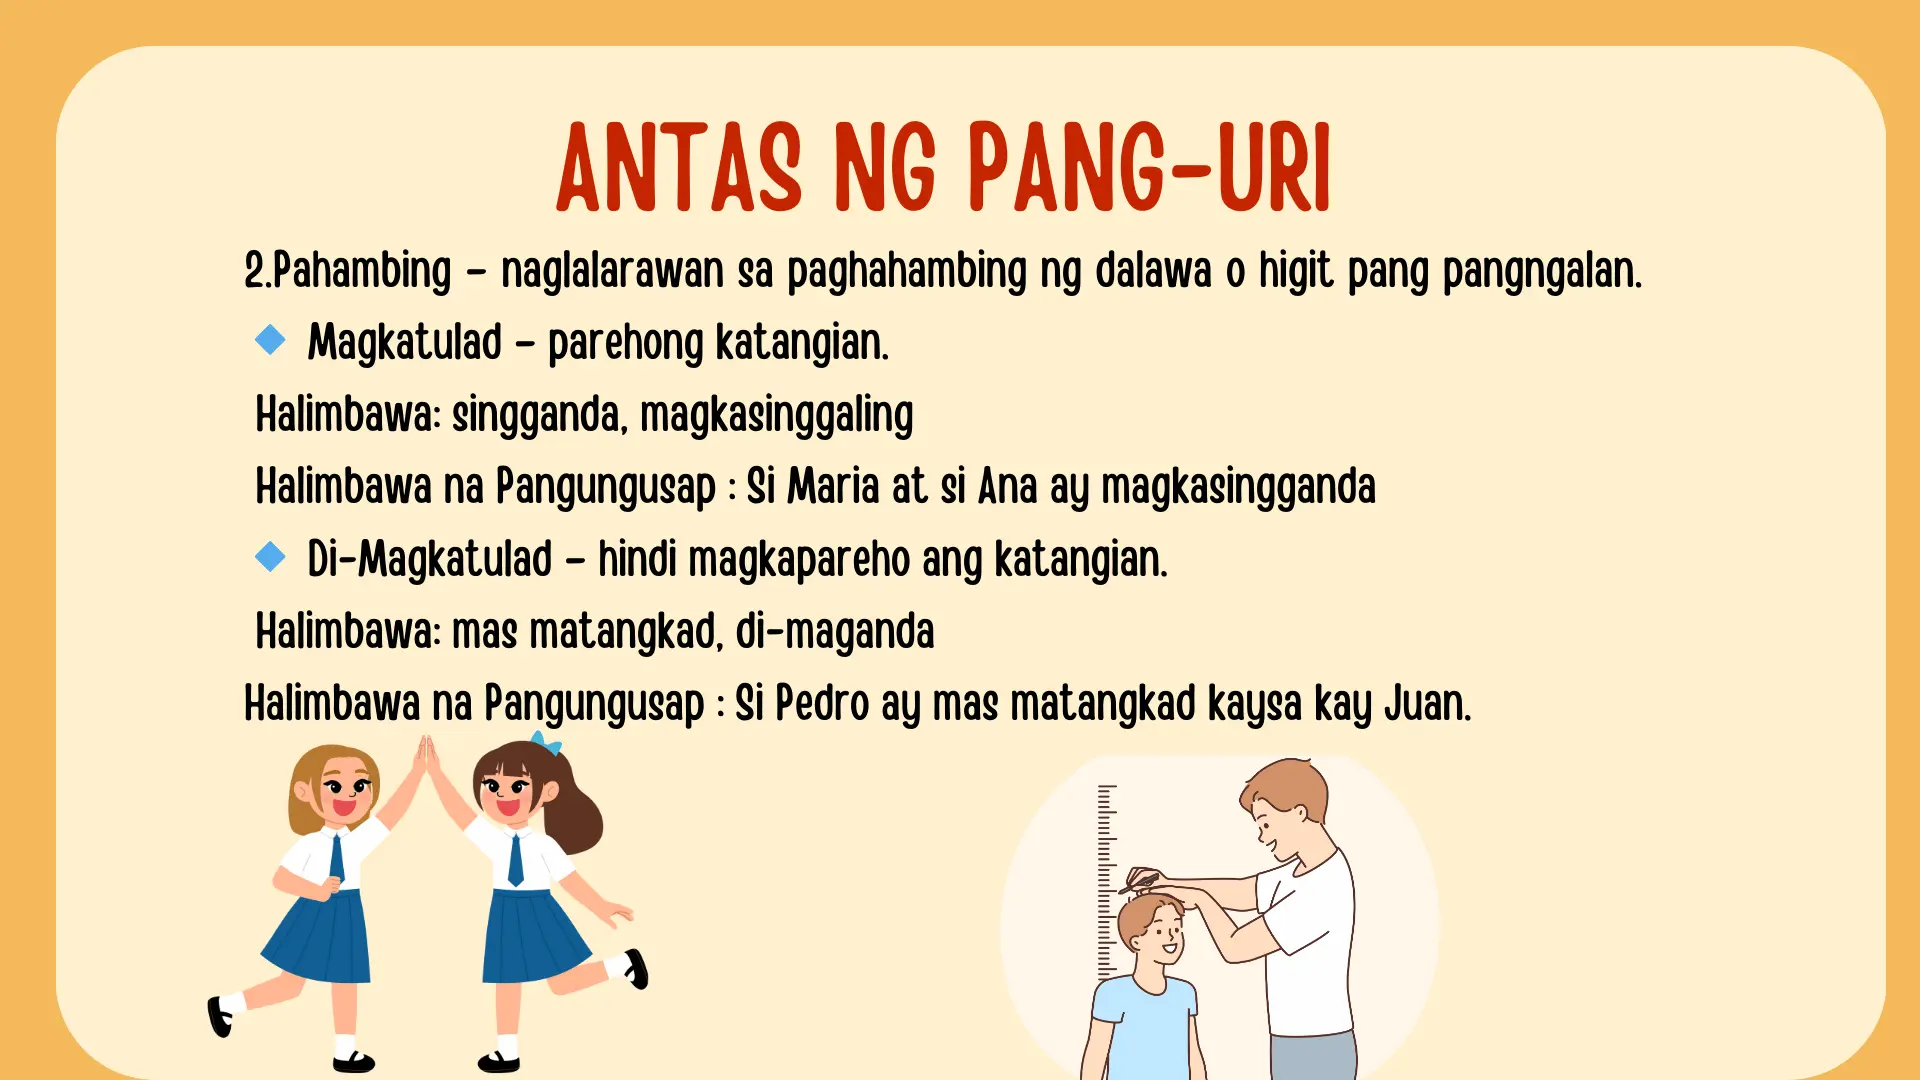 ANTAS NG PANG-URI
2.Pahambing – naglalarawan sa paghahambing ng dalawa o higit pang pangngalan.
Magkatulad – parehong katangian.
Halimbawa: singganda, magkasinggaling
Halimbawa na Pangungusap : Si Maria at si Ana ay magkasingganda
Di-Magkatulad – hindi magkapareho ang katangian.
Halimbawa: mas matangkad, di-maganda
Halimbawa na Pangungusap : Si Pedro ay mas matangkad kaysa kay Juan.